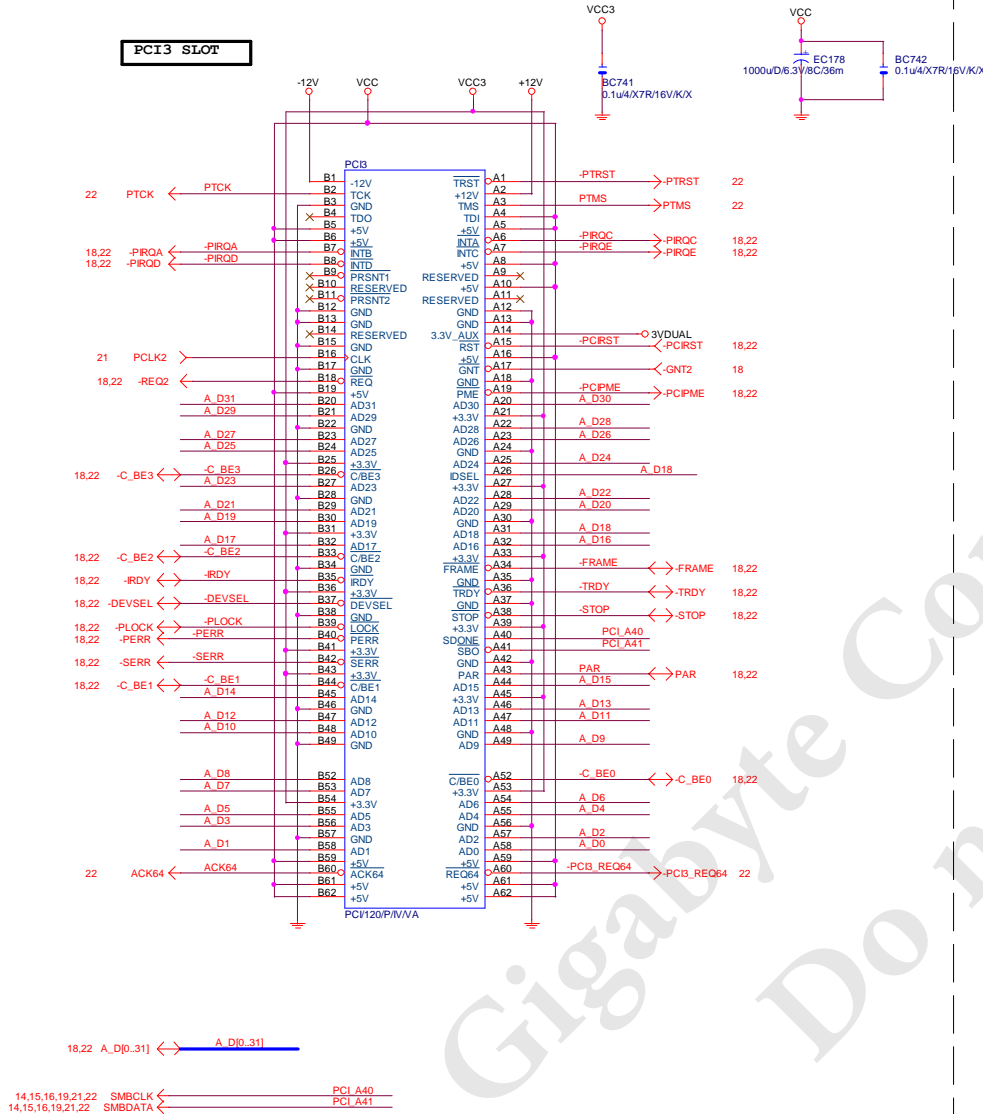 PCI3 SLOT
VCC3
VCC
BC741
0.1u/4/X7R/16V/K/X
EC178
1000u/D/6.3V/8C/36m
BC742
0.1u/4/X7R/16V/K/X
-12V VCC VCC3 +12V
PCI3
22 PTCK PTCK B1 -12V TRST A1 -PTRST -PTRST 22
B2 TCK +12V A2
B3 GND TMS A3 PTMS PTMS 22
B4 TDO TDI A4
B5 +5V +5V A5
B6 +5V INTA A6 -PIRQC -PIRQC 18,22
18,22 -PIRQA -PIRQA B7 INTB INTC A7 -PIRQE -PIRQE 18,22
18,22 -PIRQD -PIRQD B8 INTD +5V A8
B9 PRSNT1 RESERVED A9
B10 RESERVED +5V A10
B11 PRSNT2 RESERVED A11
B12 GND GND A12
B13 GND GND A13
B14 RESERVED 3.3V_AUX A14 3VDUAL
B15 GND RST A15 -PCIRST -PCIRST 18,22
21 PCLK2 B16 CLK +5V A16
B17 GND GNT A17 -GNT2 18
18,22 -REQ2 B18 REQ GND A18
B19 +5V PME A19 -PCIPME -PCIPME 18,22
A_D31 B20 AD31 AD30 A20 A_D30
A_D29 B21 AD29 +3.3V A21
B22 GND AD28 A22 A_D28
A_D27 B23 AD27 AD26 A23 A_D26
A_D25 B24 AD25 GND A24
B25 +3.3V AD24 A25 A_D24
18,22 -C_BE3 -C_BE3 B26 C/BE3 IDSEL A26 A_D18
A_D23 B27 AD23 +3.3V A27
B28 GND AD22 A28 A_D22
A_D21 B29 AD21 AD20 A29 A_D20
A_D19 B30 AD19 GND A30
B31 +3.3V AD18 A31 A_D18
A_D17 B32 AD17 AD16 A32 A_D16
18,22 -C_BE2 -C_BE2 B33 C/BE2 +3.3V A33
B34 GND FRAME A34 -FRAME -FRAME 18,22
18,22 -IRDY -IRDY B35 IRDY GND A35
B36 +3.3V TRDY A36 -TRDY -TRDY 18,22
18,22 -DEVSEL -DEVSEL B37 DEVSEL GND A37
B38 GND STOP A38 -STOP -STOP 18,22
18,22 -PLOCK -PLOCK B39 LOCK +3.3V A39
18,22 -PERR -PERR B40 PERR SDONE A40 PCI_A40
B41 +3.3V SBO A41 PCI_A41
18,22 -SERR -SERR B42 SERR GND A42
B43 +3.3V PAR A43 PAR PAR 18,22
18,22 -C_BE1 -C_BE1 B44 C/BE1 AD15 A44 A_D15
A_D14 B45 AD14 +3.3V A45
B46 GND AD13 A46 A_D13
A_D12 B47 AD12 AD11 A47 A_D11
A_D10 B48 AD10 GND A48
B49 GND AD9 A49 A_D9
A_D8 B52 AD8 C/BE0 A52 -C_BE0 -C_BE0 18,22
A_D7 B53 AD7 +3.3V A53
B54 +3.3V AD6 A54 A_D6
A_D5 B55 AD5 AD4 A55 A_D4
A_D3 B56 AD3 GND A56
B57 GND AD2 A57 A_D2
A_D1 B58 AD1 AD0 A58 A_D0
B59 +5V +5V A59
22 ACK64 ACK64 B60 ACK64 REQ64 A60 -PCI3_REQ64 -PCI3_REQ64 22
B61 +5V +5V A61
B62 +5V +5V A62
PCI/120/P/IV/VA
18,22 A_D[0..31] A_D[0..31]
14,15,16,19,21,22 SMBCLK PCI_A40
14,15,16,19,21,22 SMBDATA PCI_A41
Gigabyte
Do